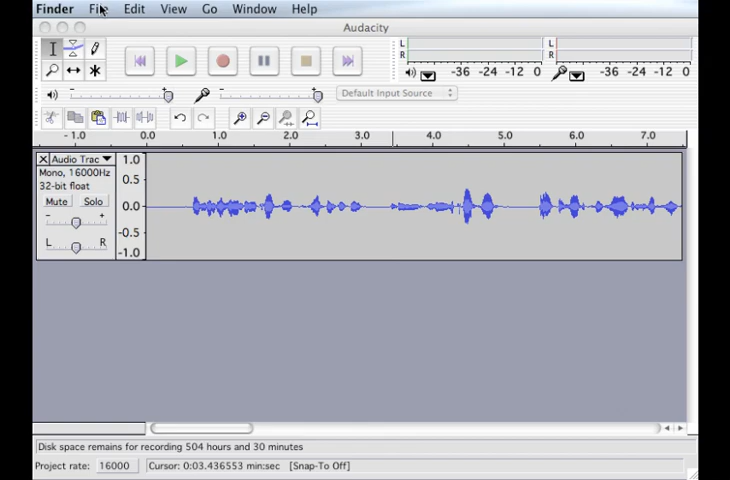 Finder File Edit View Go Window Help
Audacity
L
R
-36 -24 -12 0
L
R
-36 -24 -12 0
- +
- +
Default Input Source
- 1.0 0.0 1.0 2.0 3.0 4.0 5.0 6.0 7.0
X Audio Trac
Mono, 16000Hz
32-bit float
Mute Solo
- +
L R
1.0
0.5
0.0
-0.5
-1.0
Disk space remains for recording 504 hours and 30 minutes
Project rate: 16000 Cursor: 0:03.436553 min:sec [Snap-To Off]